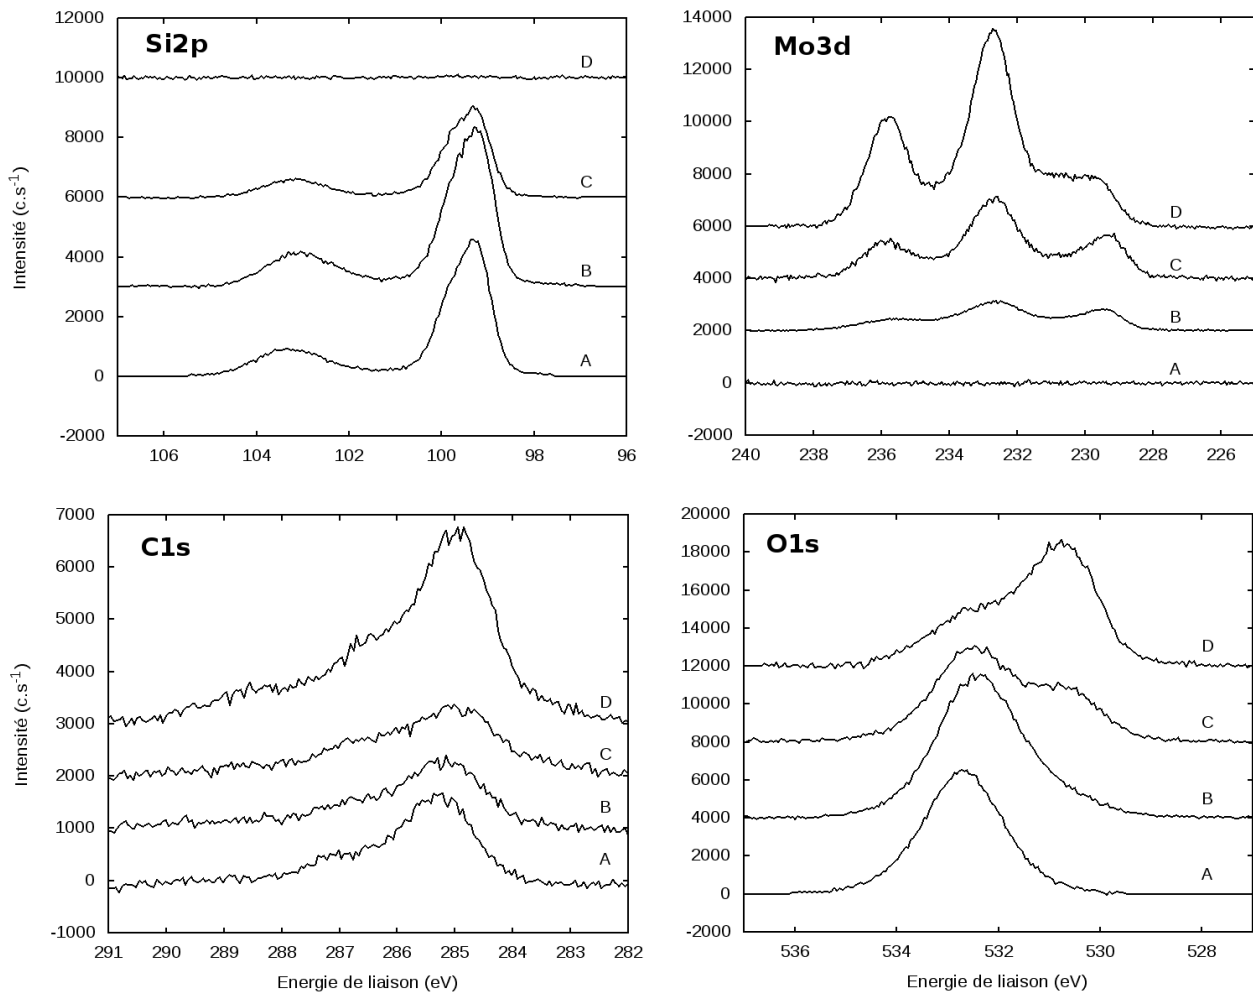 Si2p
12000
10000
8000
6000
4000
2000
0
-2000
106
104
102
100
98
96
Intensité (c.s-1)
D
C
B
A
Mo3d
14000
12000
10000
8000
6000
4000
2000
0
-2000
240
238
236
234
232
230
228
226
D
C
B
A
C1s
7000
6000
5000
4000
3000
2000
1000
0
-1000
291
290
289
288
287
286
285
284
283
282
Intensité (c.s-1)
Energie de liaison (eV)
D
C
B
A
O1s
20000
18000
16000
14000
12000
10000
8000
6000
4000
2000
0
-2000
536
534
532
530
528
Energie de liaison (eV)
D
C
B
A